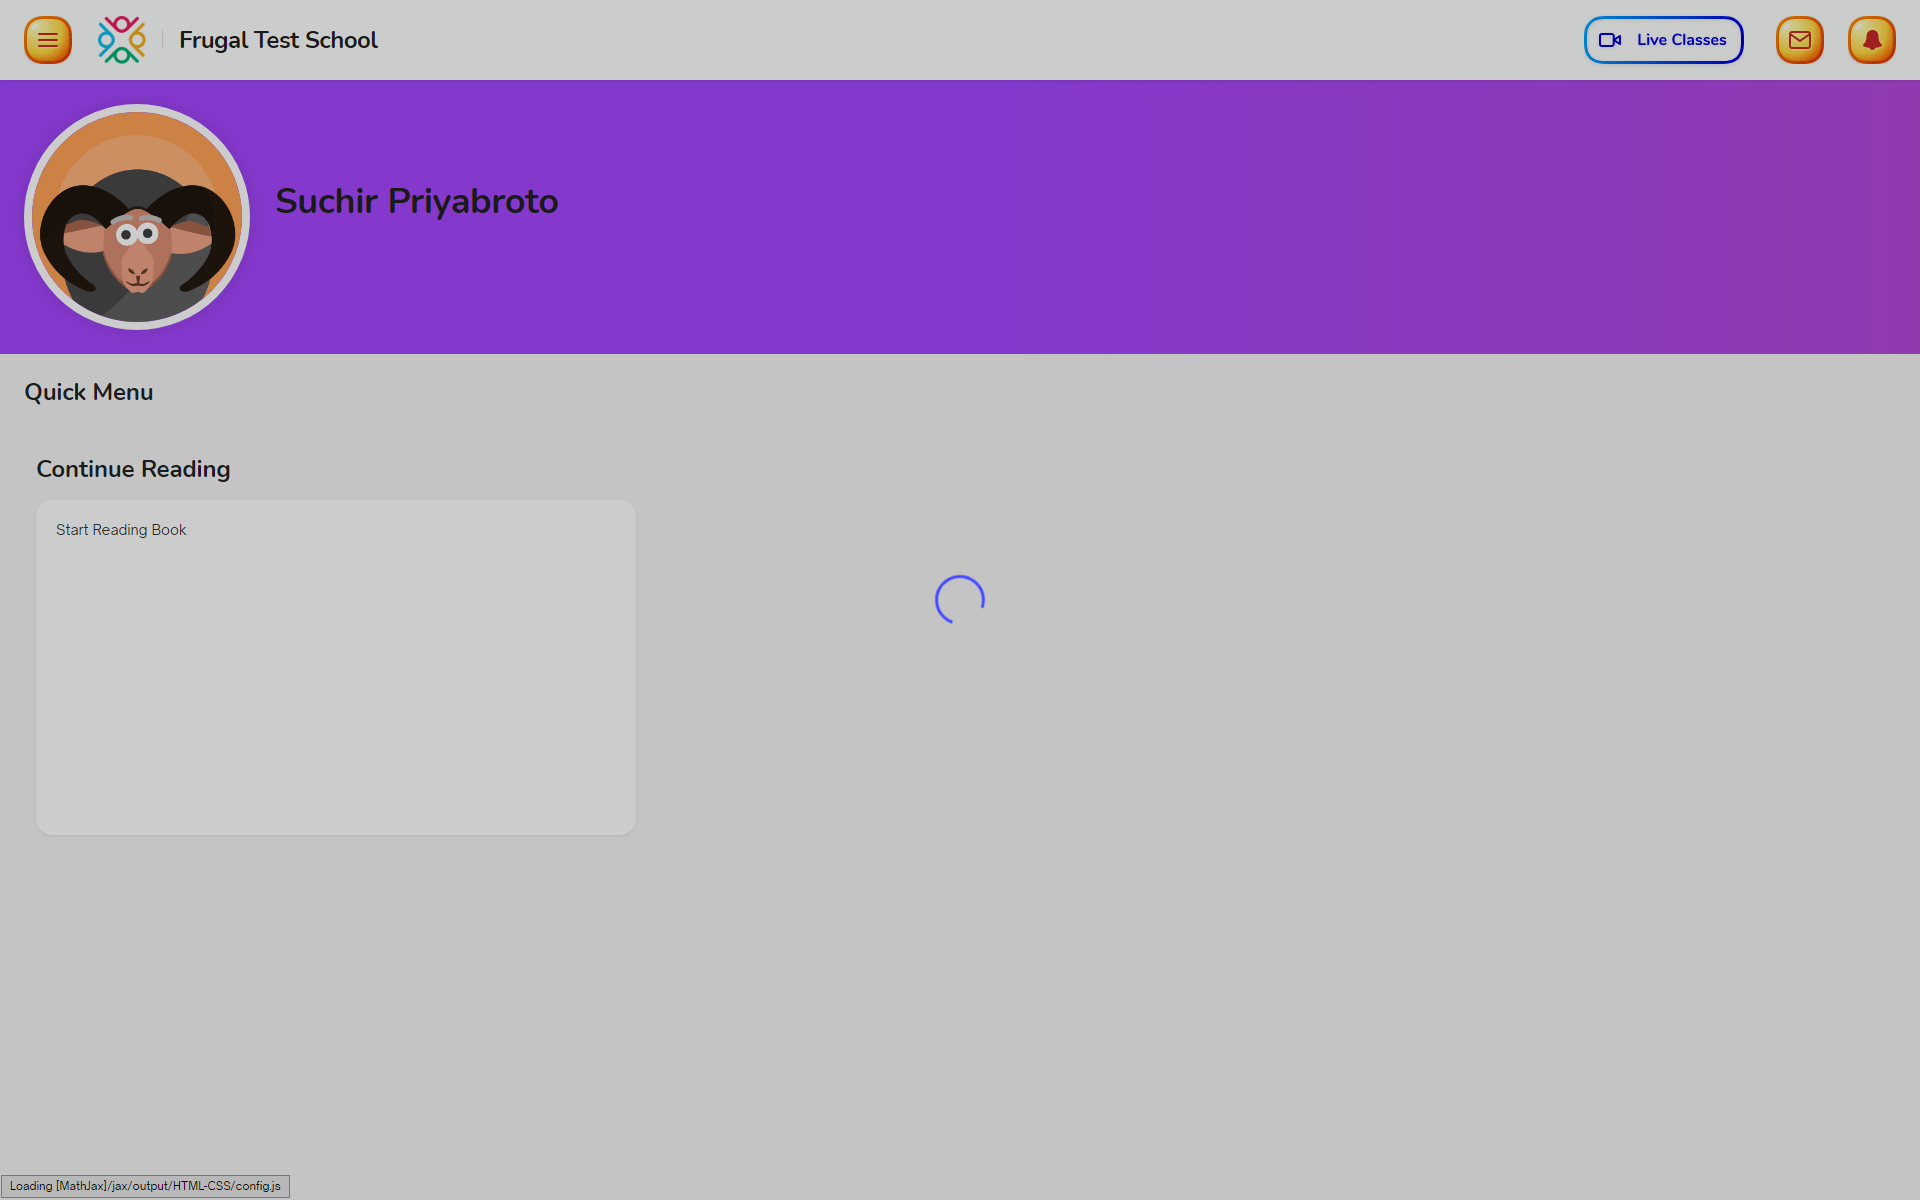 Frugal Test School
Live Classes
Suchir Priyabroto
Quick Menu
Continue Reading
Start Reading Book
Loading [MathJax]/jax/output/HTML-CSS/config.js